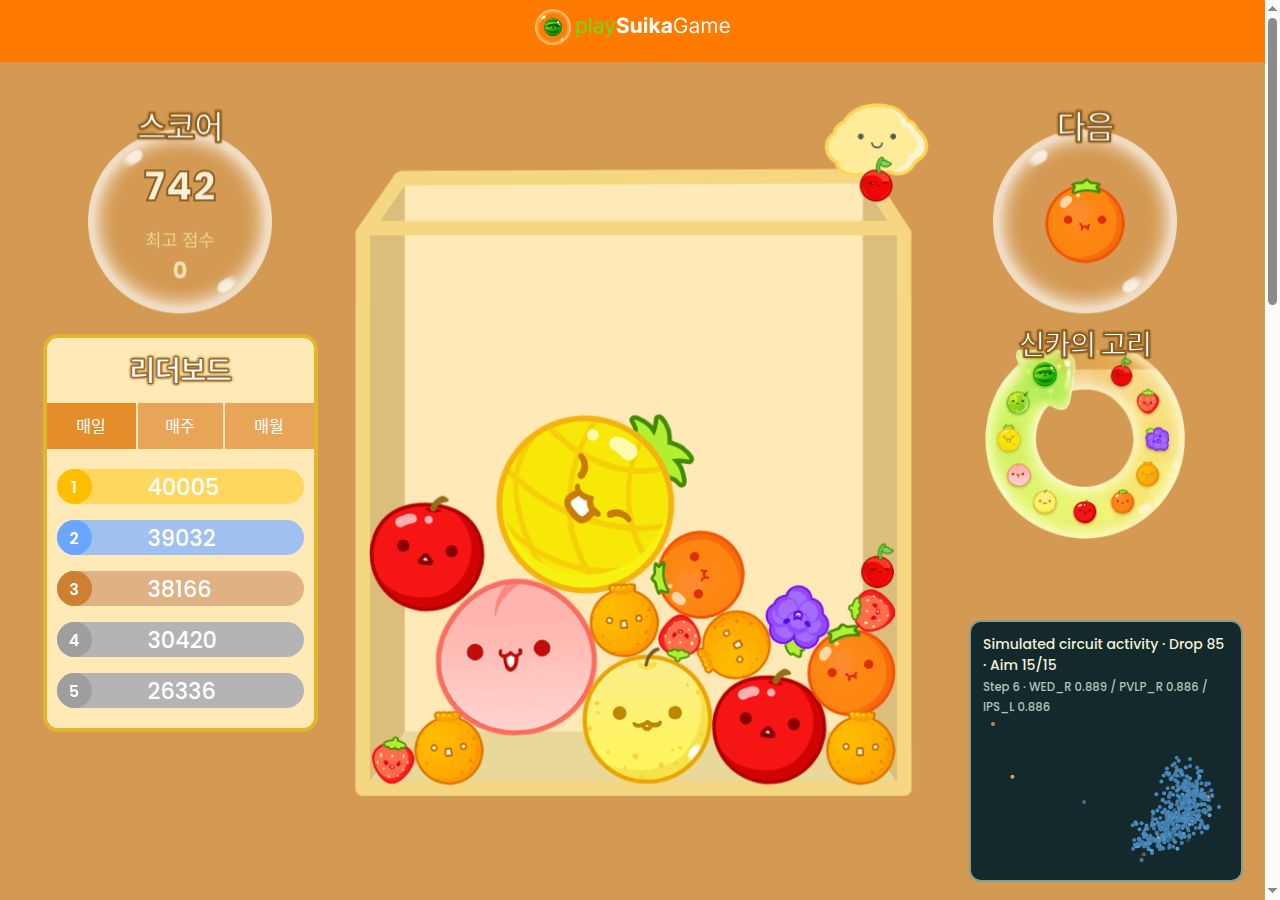 playSuikaGame
스코어
742
최고 점수
0
다음
신카의 고리
리더보드
매일 매주 매월
1 40005
2 39032
3 38166
4 30420
5 26336
Simulated circuit activity · Drop 85
· Aim 15/15
Step 6 · WED_R 0.889 / PVLP_R 0.886 /
IPS_L 0.886